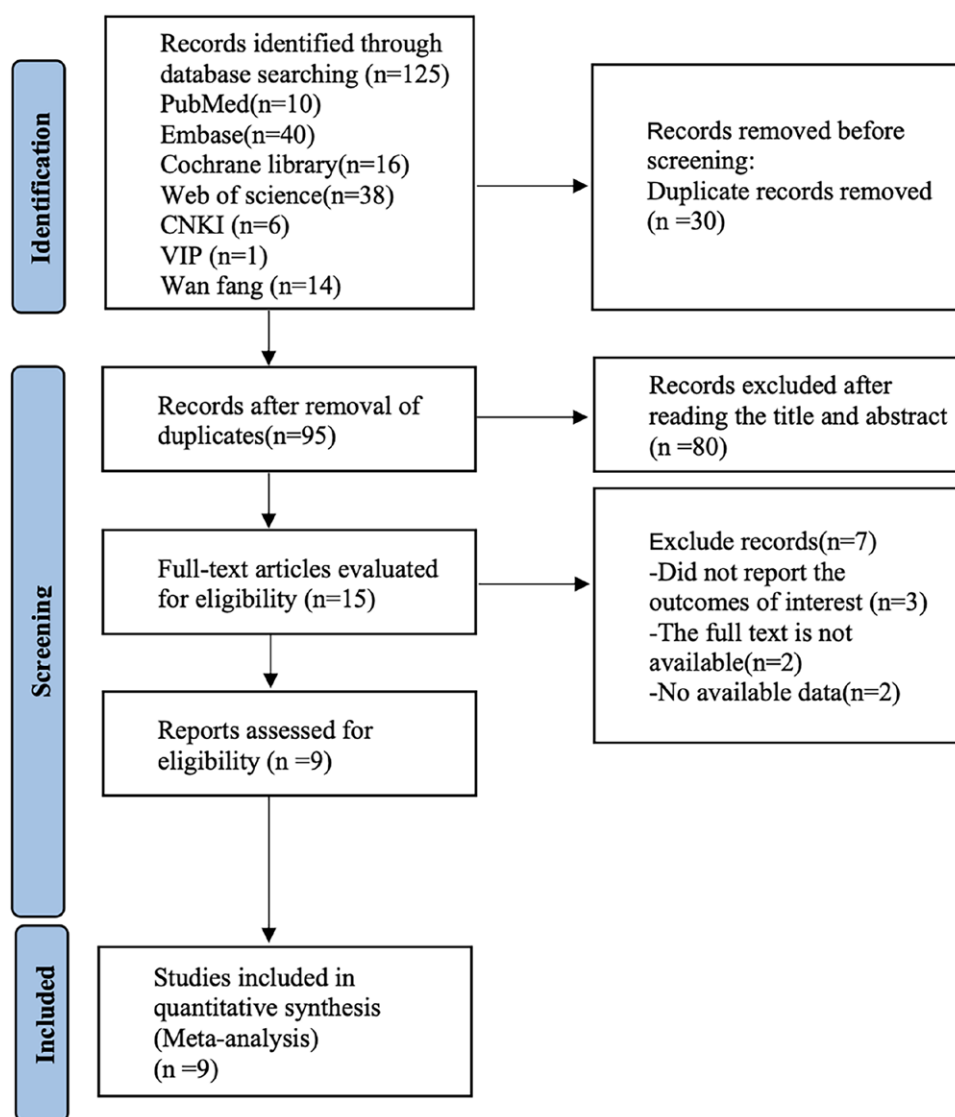 Identification
Records identified through
database searching (n=125)
PubMed(n=10)
Embase(n=40)
Cochrane library(n=16)
Web of science(n=38)
CNKI (n=6)
VIP (n=1)
Wan fang (n=14)
Records removed before
screening:
Duplicate records removed
(n =30)
Screening
Records after removal of
duplicates(n=95)
Records excluded after
reading the title and abstract
(n =80)
Full-text articles evaluated
for eligibility (n=15)
Exclude records(n=7)
-Did not report the
outcomes of interest (n=3)
-The full text is not
available(n=2)
-No available data(n=2)
Reports assessed for
eligibility (n =9)
Included
Studies included in
quantitative synthesis
(Meta-analysis)
(n =9)